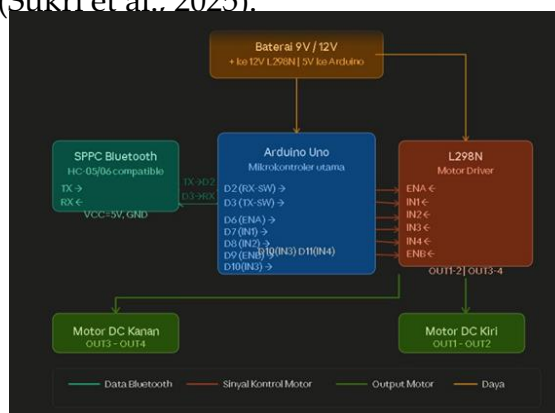 (Sukri et al., 2025).
Baterai 9V / 12V
+ ke 12V L298N | 5V ke Arduino
SPPC Bluetooth
HC-05/06 compatible
TX →
RX ←
VCC=5V, GND
TX→D2
D3→RX
Arduino Uno
Mikrokontroler utama
D2 (RX-SW) →
D3 (TX-SW) →
D6 (ENA) →
D7 (IN1) →
D8 (IN2) →
D9 (ENB) →
D10(IN3) D11(IN4)
D10(IN3) →
L298N
Motor Driver
ENA ←
IN1 ←
IN2 ←
IN3 ←
IN4 ←
ENB ←
OUT1-2 | OUT3-4
Motor DC Kanan
OUT3 - OUT4
Motor DC Kiri
OUT1 - OUT2
Data Bluetooth
Sinyal Kontrol Motor
Output Motor
Daya